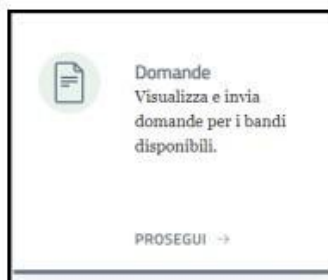 Domande
Visualizza e invia
domande per i bandi
disponibili.
PROSEGUI →